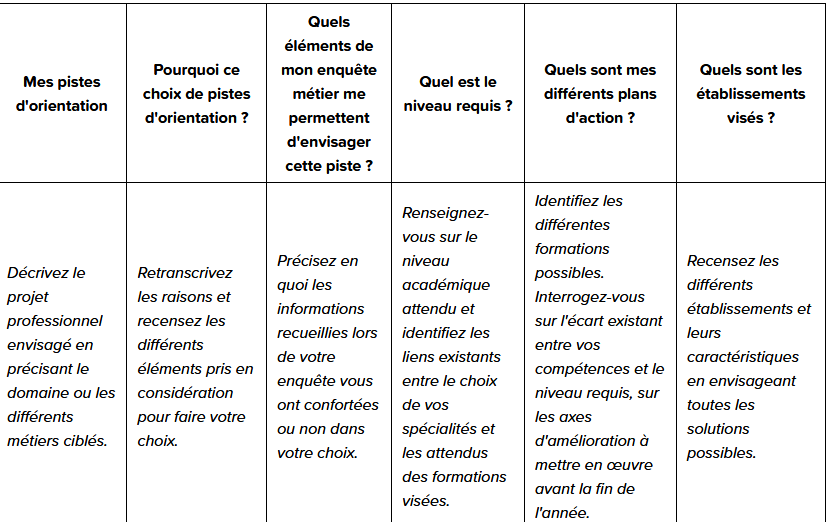 Mes pistes
d'orientation
Pourquoi ce
choix de pistes
d'orientation ?
Quels
éléments de
mon enquête
métier me
permettent
d'envisager
cette piste ?
Quel est le
niveau requis ?
Quels sont mes
différents plans
d'action ?
Quels sont les
établissements
visés ?
Décrivez le
projet
professionnel
envisagé en
précisant le
domaine ou les
différents
métiers ciblés.
Retranscrivez
les raisons et
recensez les
différents
éléments pris en
considération
pour faire votre
choix.
Précisez en
quoi les
informations
recueillies lors
de votre
enquête vous
ont confortées
ou non dans
votre choix.
Renseignez-
vous sur le
niveau
académique
attendu et
identifiez les
liens existants
entre le choix
de vos
spécialités et
les attendus
des formations
visées.
Identifiez les
différentes
formations
possibles.
Interrogez-vous
sur l'écart existant
entre vos
compétences et le
niveau requis, sur
les axes
d'amélioration à
mettre en œuvre
avant la fin de
l'année.
Recensez les
différents
établissements et
leurs
caractéristiques
en envisageant
toutes les
solutions
possibles.